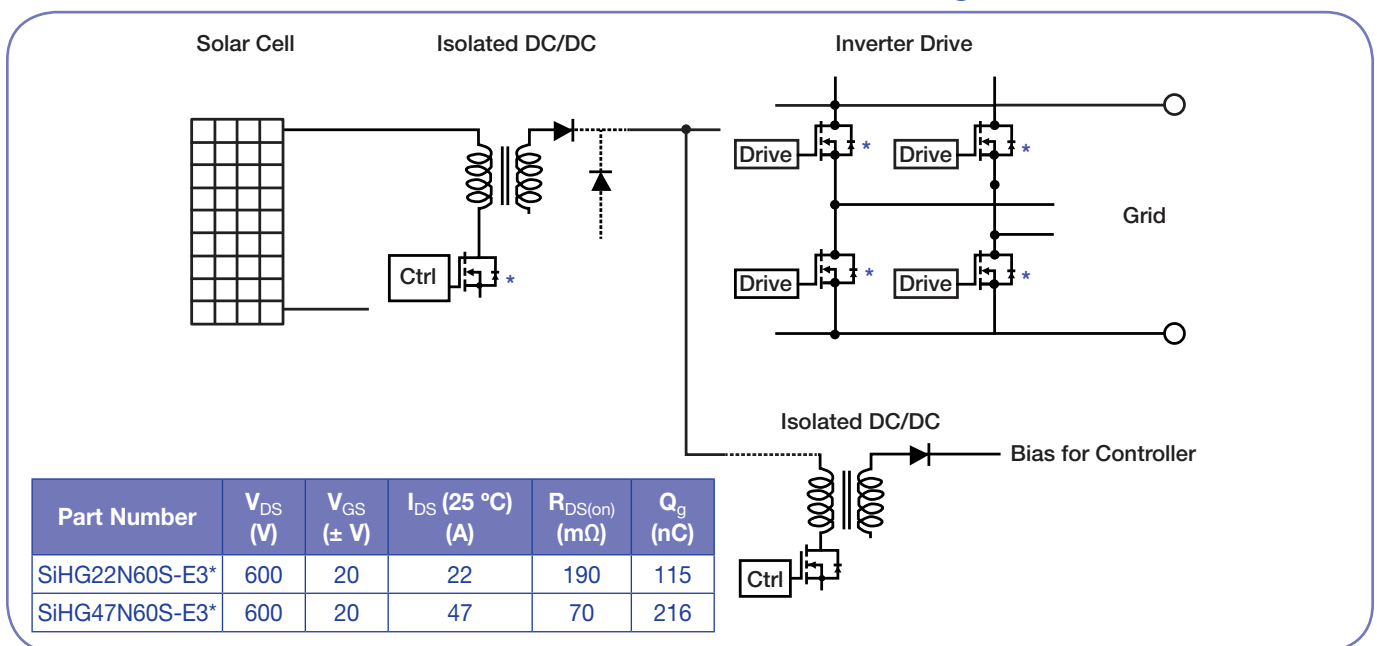 Solar Cell
Isolated DC/DC
Inverter Drive
Drive
*
Drive
*
Grid
Ctrl
*
Drive
*
Drive
*
Isolated DC/DC
Bias for Controller
Ctrl
Part Number VDS (V) VGS (± V) IDS (25 ºC) (A) RDS(on) (mΩ) Qg (nC)
SiHG22N60S-E3* 600 20 22 190 115
SiHG47N60S-E3* 600 20 47 70 216